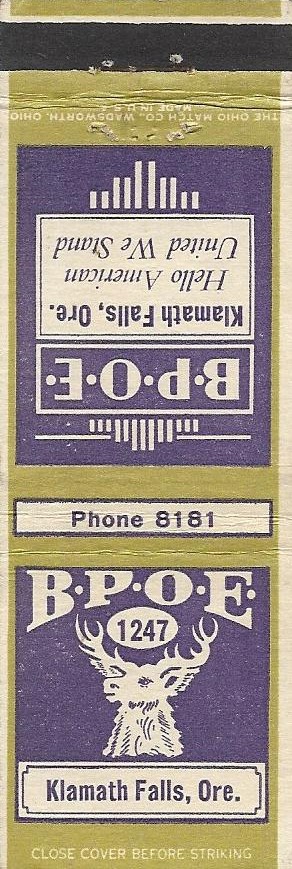 THE OHIO MATCH CO., WADSWORTH, OHIO
MADE IN U.S.A.
B·P·O·E·
Klamath Falls, Ore.
Hello American
United We Stand
Phone 8181
B·P·O·E·
1247
Klamath Falls, Ore.
CLOSE COVER BEFORE STRIKING